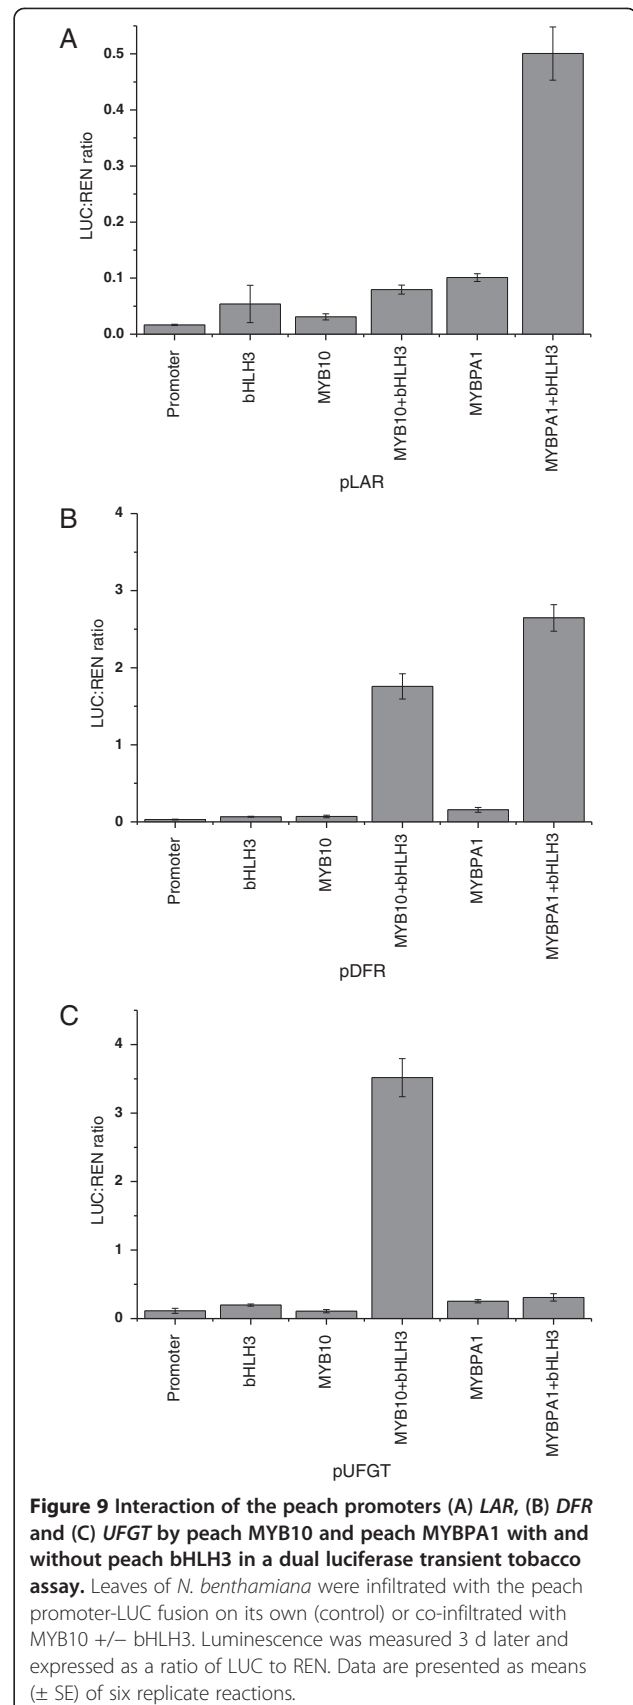 A
0.5
0.4
0.3
0.2
0.1
0.0
LUC:REN ratio
Promoter
bHLH3
MYB10
MYB10+bHLH3
MYBPA1
MYBPA1+bHLH3
pLAR
B
4
3
2
1
0
LUC:REN ratio
Promoter
bHLH3
MYB10
MYB10+bHLH3
MYBPA1
MYBPA1+bHLH3
pDFR
C
4
3
2
1
0
LUC:REN ratio
Promoter
bHLH3
MYB10
MYB10+bHLH3
MYBPA1
MYBPA1+bHLH3
pUFGT
Figure 9 Interaction of the peach promoters (A) LAR, (B) DFR
and (C) UFGT by peach MYB10 and peach MYBPA1 with and
without peach bHLH3 in a dual luciferase transient tobacco
assay. Leaves of N. benthamiana were infiltrated with the peach
promoter-LUC fusion on its own (control) or co-infiltrated with
MYB10 +/− bHLH3. Luminescence was measured 3 d later and
expressed as a ratio of LUC to REN. Data are presented as means
(± SE) of six replicate reactions.